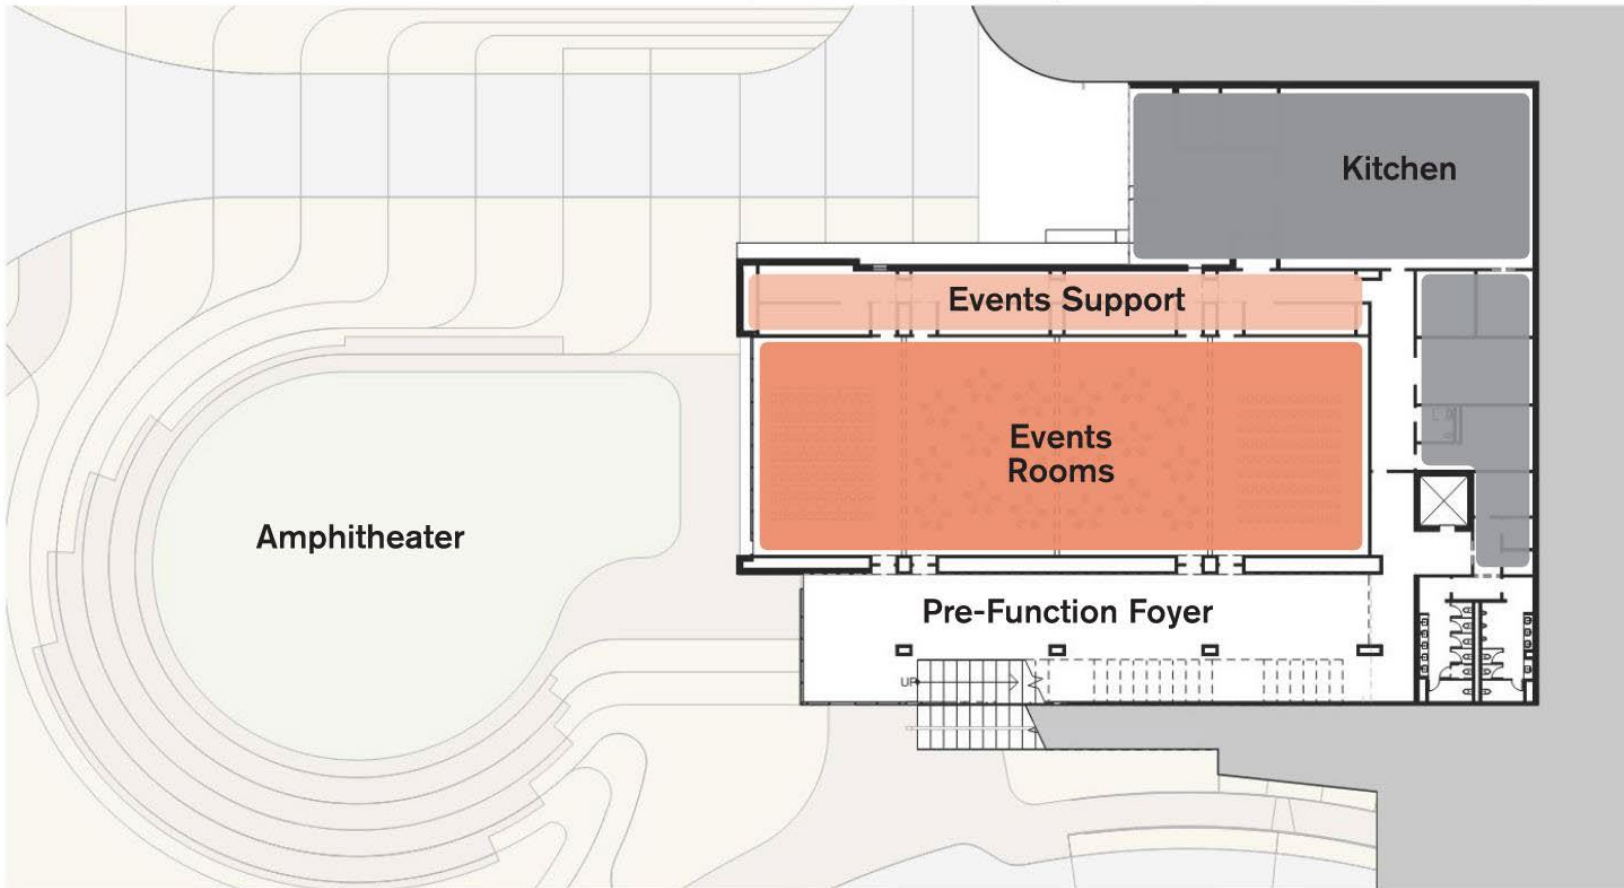 Kitchen
Events Support
Events
Rooms
Amphitheater
Pre-Function Foyer
UP